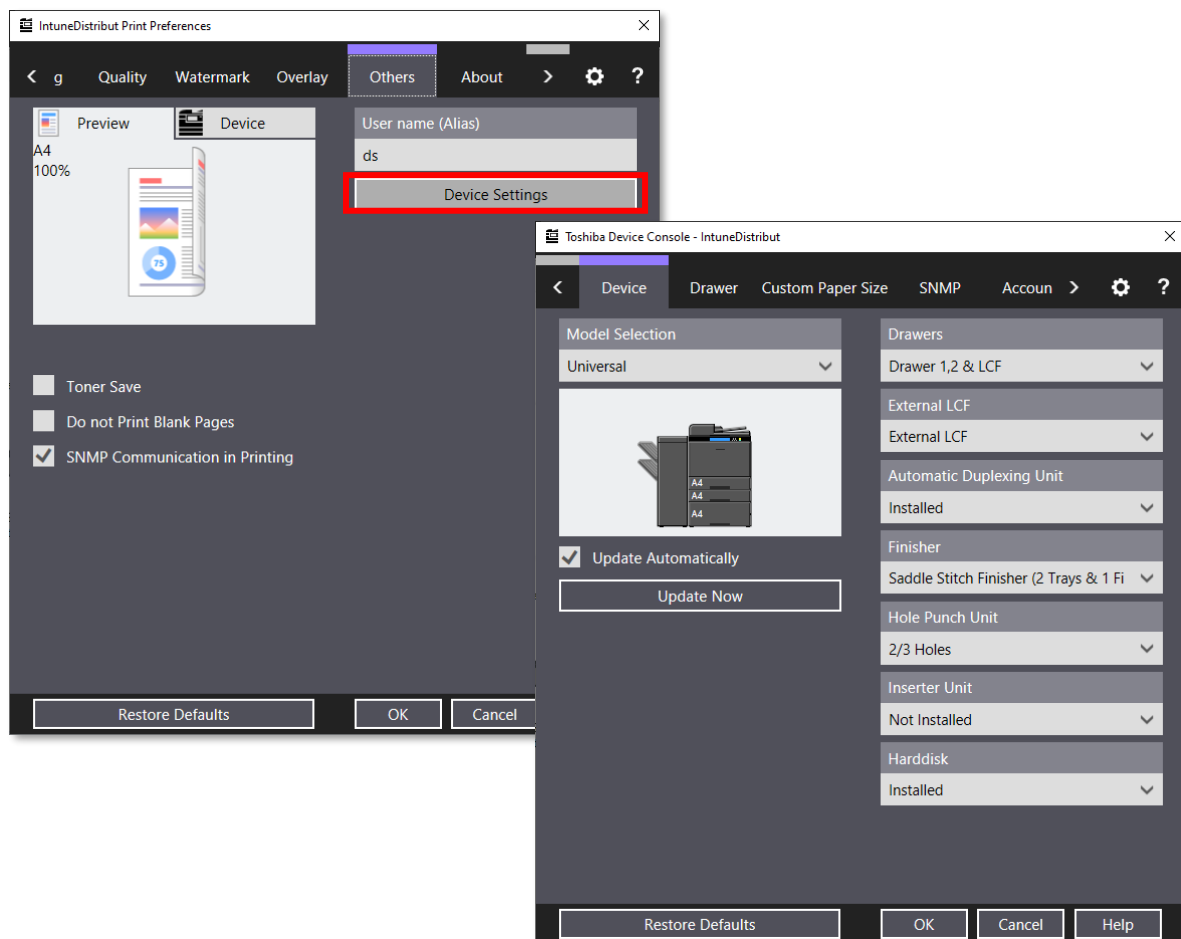 IntuneDistribut Print Preferences
g Quality Watermark Overlay Others About ?
Preview Device
A4
100%
75
User name (Alias)
ds
Device Settings
Toner Save
Do not Print Blank Pages
SNMP Communication in Printing
Restore Defaults OK Cancel
Toshiba Device Console - IntuneDistribut
Device Drawer Custom Paper Size SNMP Accoun ?
Model Selection
Universal
A4
A4
A4
Update Automatically
Update Now
Drawers
Drawer 1,2 & LCF
External LCF
External LCF
Automatic Duplexing Unit
Installed
Finisher
Saddle Stitch Finisher (2 Trays & 1 Fi
Hole Punch Unit
2/3 Holes
Inserter Unit
Not Installed
Harddisk
Installed
Restore Defaults OK Cancel Help